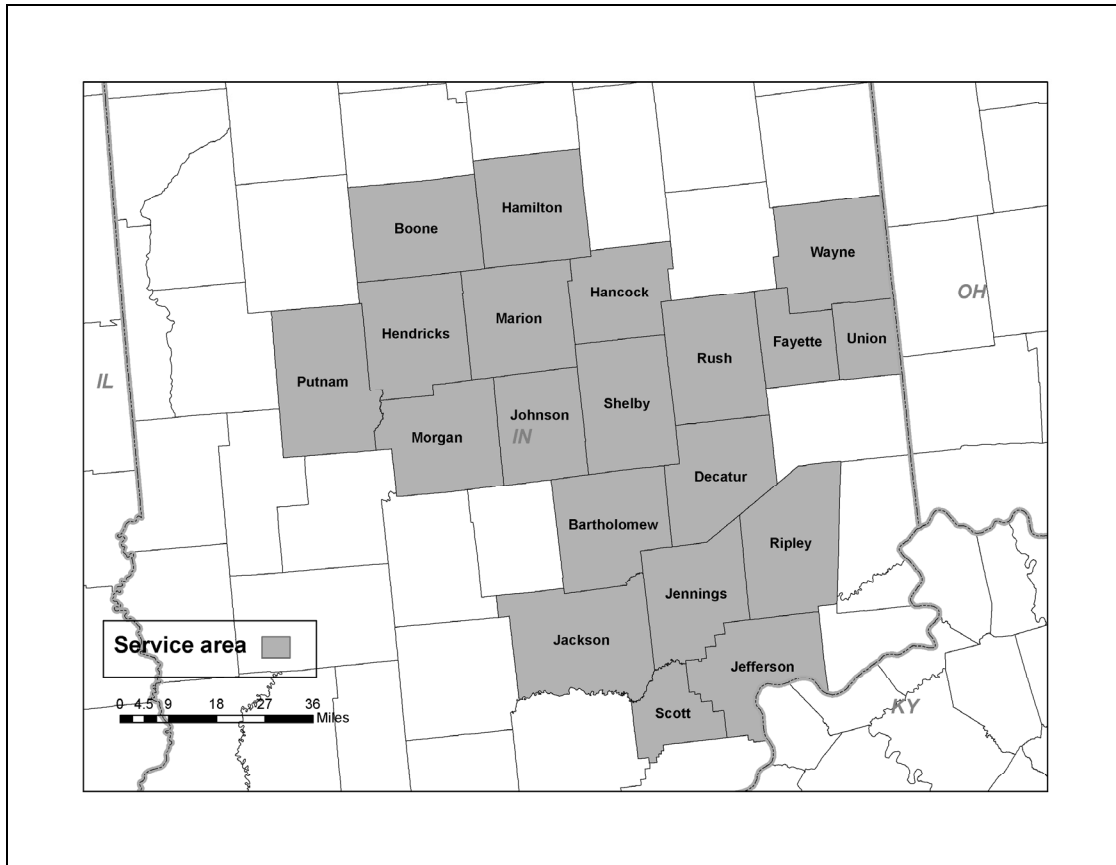 Hamilton
Boone
Wayne
Hancock
OH
Marion
Hendricks
Fayette
Union
Rush
IL
Putnam
Shelby
Johnson
IN
Morgan
Decatur
Bartholomew
Ripley
Jennings
Jackson
Service area
Jefferson
Scott
KY
0 4.5 9 18 27 36
Miles